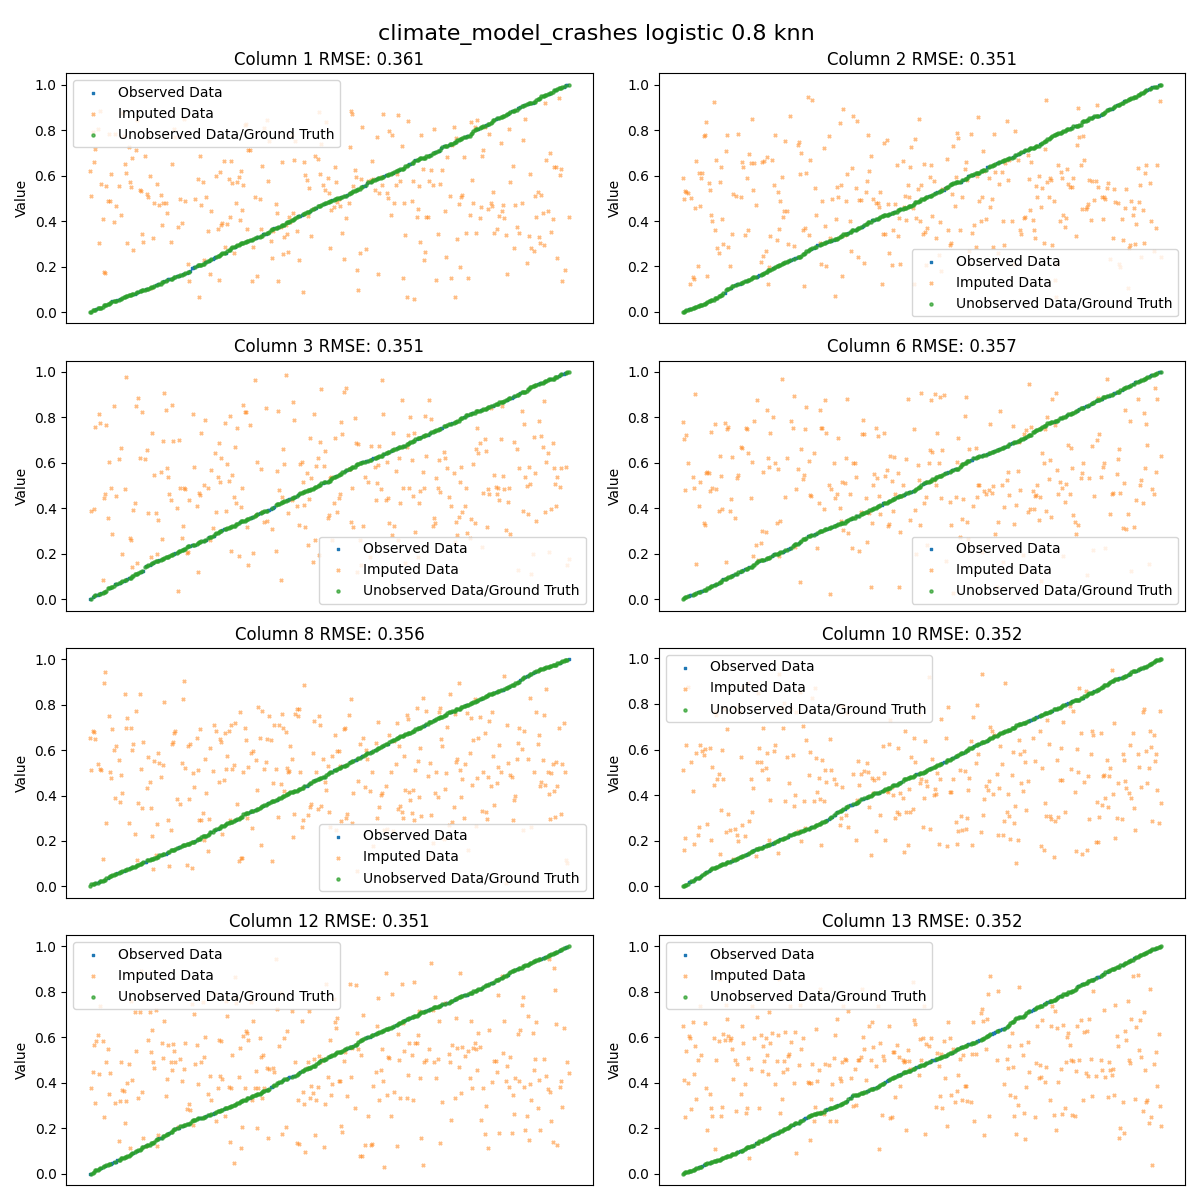 climate_model_crashes logistic 0.8 knn
Column 1 RMSE: 0.361
1.0
0.8
0.6
0.4
0.2
0.0
Value
Observed Data
Imputed Data
Unobserved Data/Ground Truth
Column 2 RMSE: 0.351
1.0
0.8
0.6
0.4
0.2
0.0
Value
Observed Data
Imputed Data
Unobserved Data/Ground Truth
Column 3 RMSE: 0.351
1.0
0.8
0.6
0.4
0.2
0.0
Value
Observed Data
Imputed Data
Unobserved Data/Ground Truth
Column 6 RMSE: 0.357
1.0
0.8
0.6
0.4
0.2
0.0
Value
Observed Data
Imputed Data
Unobserved Data/Ground Truth
Column 8 RMSE: 0.356
1.0
0.8
0.6
0.4
0.2
0.0
Value
Observed Data
Imputed Data
Unobserved Data/Ground Truth
Column 10 RMSE: 0.352
1.0
0.8
0.6
0.4
0.2
0.0
Value
Observed Data
Imputed Data
Unobserved Data/Ground Truth
Column 12 RMSE: 0.351
1.0
0.8
0.6
0.4
0.2
0.0
Value
Observed Data
Imputed Data
Unobserved Data/Ground Truth
Column 13 RMSE: 0.352
1.0
0.8
0.6
0.4
0.2
0.0
Value
Observed Data
Imputed Data
Unobserved Data/Ground Truth